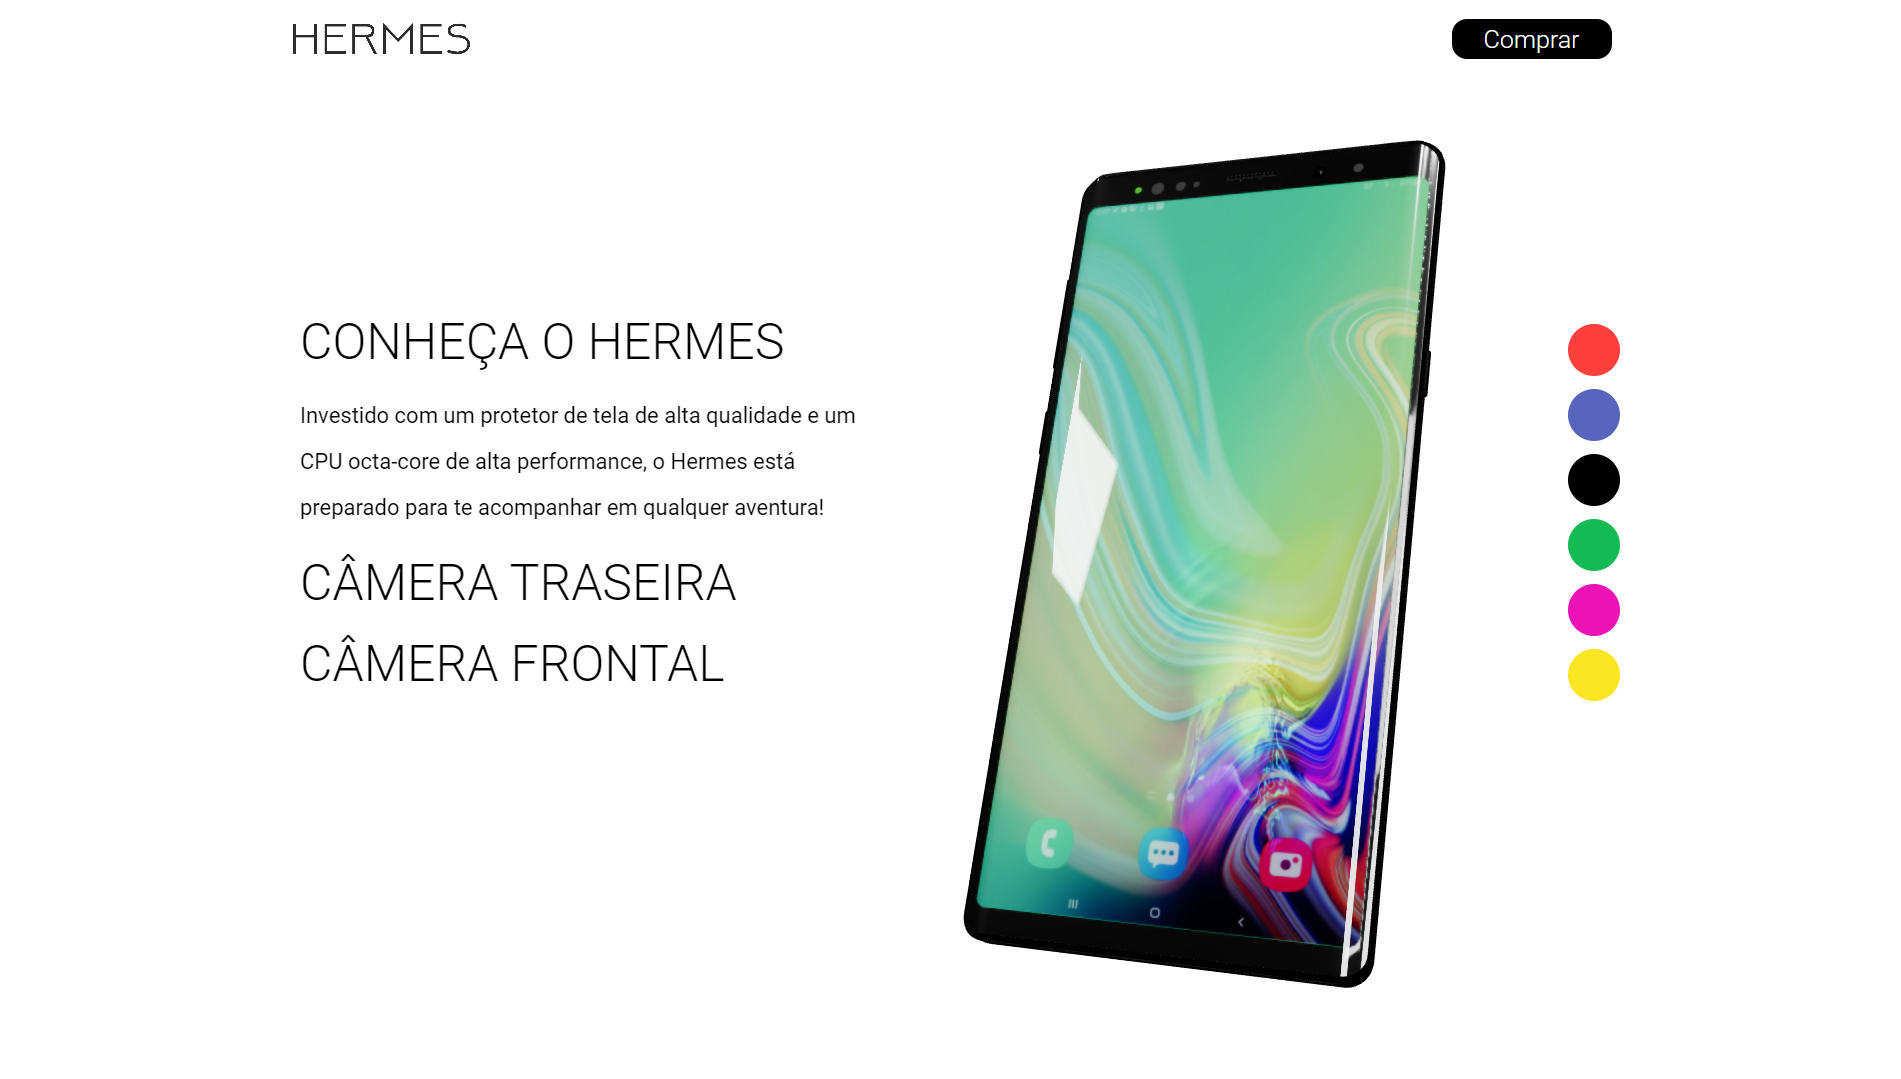 HERMES
Comprar
CONHEÇA O HERMES
Investido com um protetor de tela de alta qualidade e um
CPU octa-core de alta performance, o Hermes está
preparado para te acompanhar em qualquer aventura!
CÂMERA TRASEIRA
CÂMERA FRONTAL